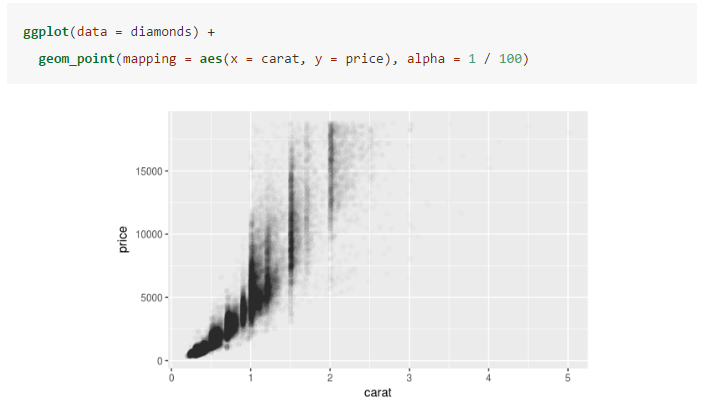 ggplot(data = diamonds) +
geom_point(mapping = aes(x = carat, y = price), alpha = 1 / 100)
15000
10000
price
5000
0
0 1 2 3 4 5
carat